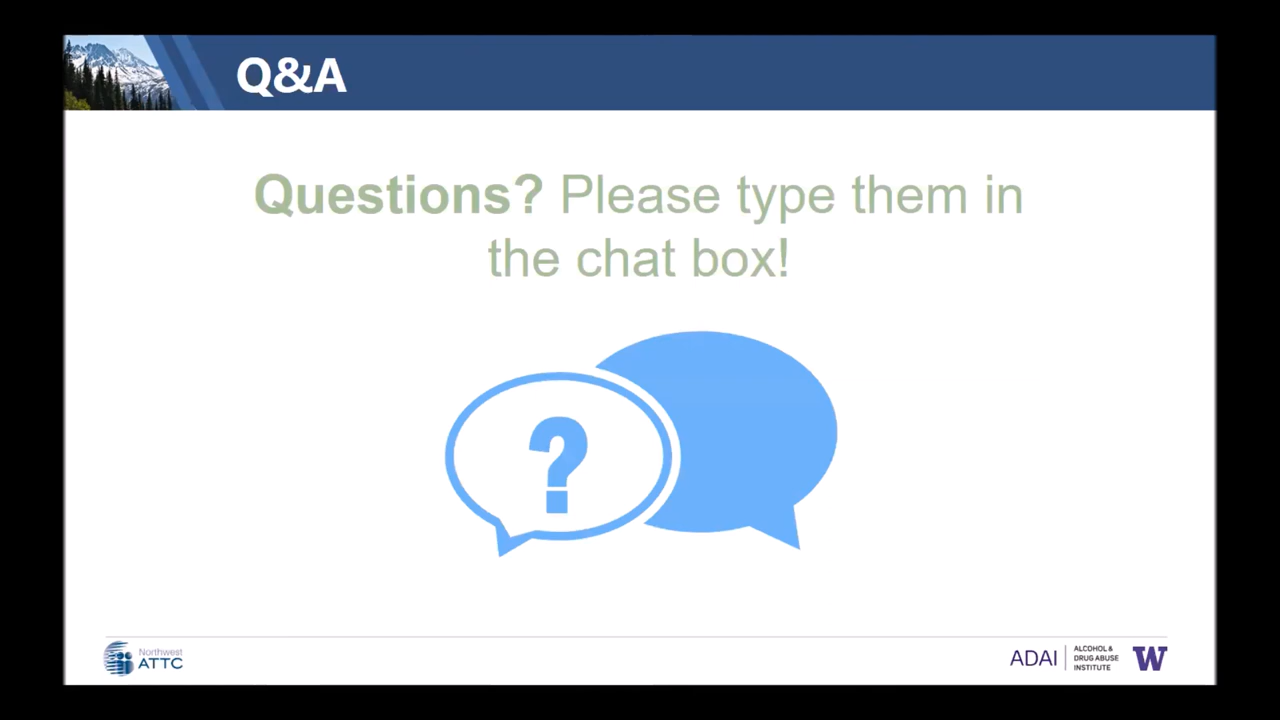 Q&A
Questions? Please type them in
the chat box!
?
Northwest
ATTC
ADAI
ALCOHOL &
DRUG ABUSE
INSTITUTE
W